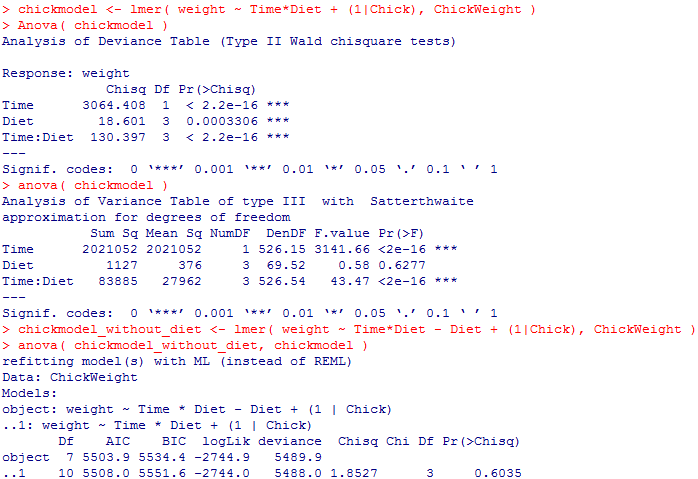 > chickmodel <- lmer( weight ~ Time*Diet + (1|Chick), ChickWeight )
> Anova( chickmodel )
Analysis of Deviance Table (Type II Wald chisquare tests)

Response: weight
             Chisq Df Pr(>Chisq)
Time      3064.408  1  < 2.2e-16 ***
Diet        18.601  3  0.0003306 ***
Time:Diet  130.397  3  < 2.2e-16 ***
---
Signif. codes:  0 ‘***’ 0.001 ‘**’ 0.01 ‘*’ 0.05 ‘.’ 0.1 ‘ ’ 1
> anova( chickmodel )
Analysis of Variance Table of type III  with  Satterthwaite
approximation for degrees of freedom
           Sum Sq Mean Sq NumDF  DenDF F.value Pr(>F)
Time      2021052 2021052     1 526.15 3141.66 <2e-16 ***
Diet         1127     376     3  69.52    0.58 0.6277
Time:Diet   83885   27962     3 526.54   43.47 <2e-16 ***
---
Signif. codes:  0 ‘***’ 0.001 ‘**’ 0.01 ‘*’ 0.05 ‘.’ 0.1 ‘ ’ 1
> chickmodel_without_diet <- lmer( weight ~ Time*Diet - Diet + (1|Chick), ChickWeight )
> anova( chickmodel_without_diet, chickmodel )
refitting model(s) with ML (instead of REML)
Data: ChickWeight
Models:
object: weight ~ Time * Diet - Diet + (1 | Chick)
..1: weight ~ Time * Diet + (1 | Chick)
       Df    AIC    BIC  logLik deviance  Chisq Chi Df Pr(>Chisq)
object  7 5503.9 5534.4 -2744.9   5489.9
..1    10 5508.0 5551.6 -2744.0   5488.0 1.8527      3     0.6035